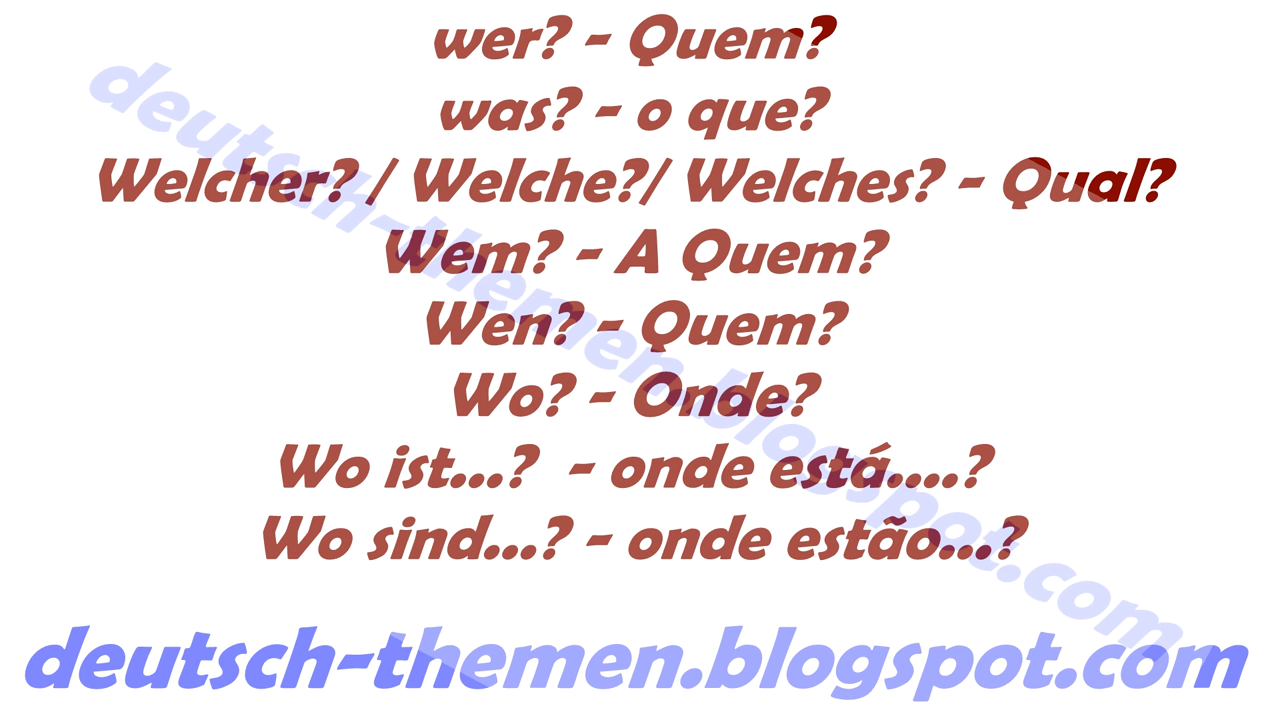 wer? - Quem?
was? - o que?
Welcher? / Welche?/ Welches? - Qual?
Wem? - A Quem?
Wen? - Quem?
Wo? - Onde?
Wo ist...? - onde está....?
Wo sind...? - onde estão...?
deutsch-themen.blogspot.com
deutsch-themen.blogspot.com